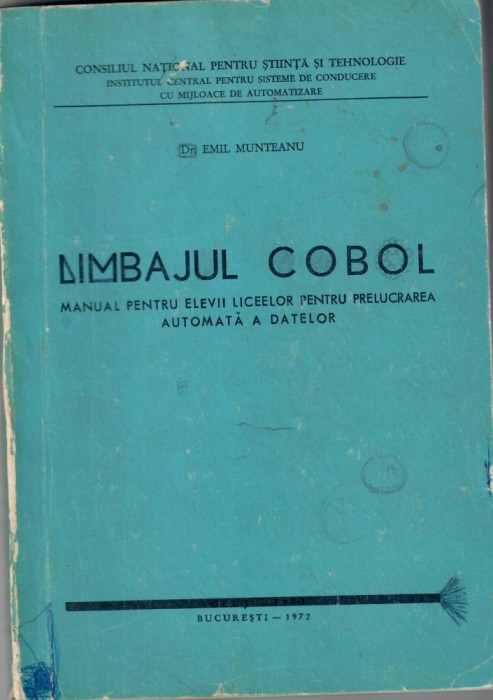 CONSILIUL NAȚIONAL PENTRU ȘTIINȚĂ ȘI TEHNOLOGIE
INSTITUTUL CENTRAL PENTRU SISTEME DE CONDUCERE
CU MIJLOACE DE AUTOMATIZARE
Dr. EMIL MUNTEANU
LIMBAJUL COBOL
MANUAL PENTRU ELEVII LICEELOR PENTRU PRELUCRAREA
AUTOMATĂ A DATELOR
BUCUREȘTI — 1972